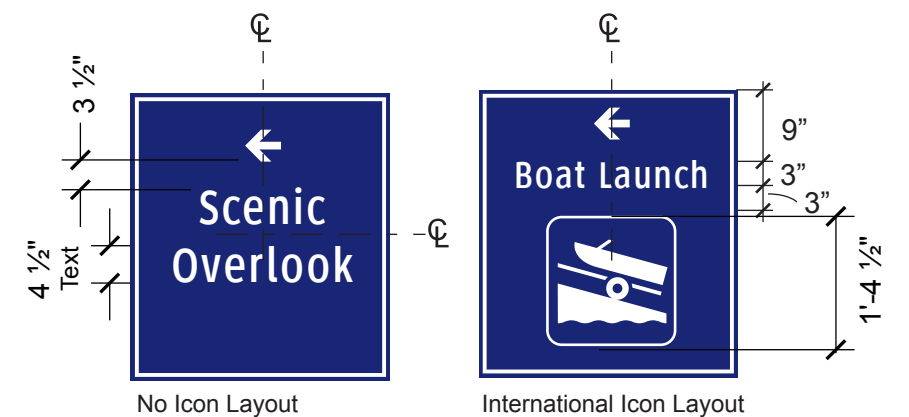 ℄
3 ½"
Scenic
Overlook
℄
4 ½"
Text
No Icon Layout
℄
Boat Launch
9”
3”
3”
1'-4 ½"
International Icon Layout